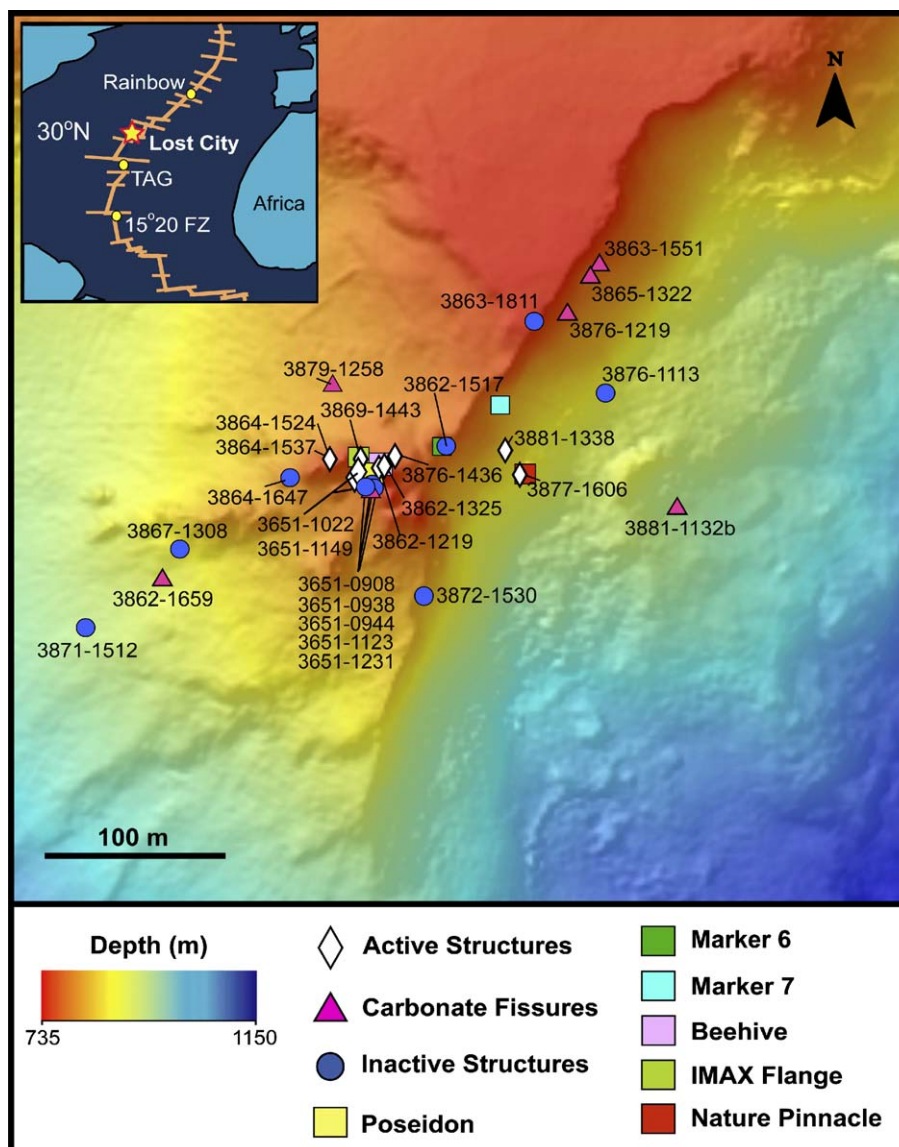 N
Rainbow
30°N
Lost City
TAG
Africa
15°20 FZ
3863-1551
3865-1322
3863-1811
3876-1219
3879-1258
3862-1517
3876-1113
3869-1443
3864-1524
3881-1338
3864-1537
3876-1436
3877-1606
3864-1647
3862-1325
3651-1022
3881-1132b
3867-1308
3651-1149
3862-1219
3651-0908
3862-1659
3872-1530
3651-0938
3651-0944
3651-1123
3871-1512
3651-1231
100 m
Depth (m)
735
1150
Active Structures
Carbonate Fissures
Inactive Structures
Poseidon
Marker 6
Marker 7
Beehive
IMAX Flange
Nature Pinnacle